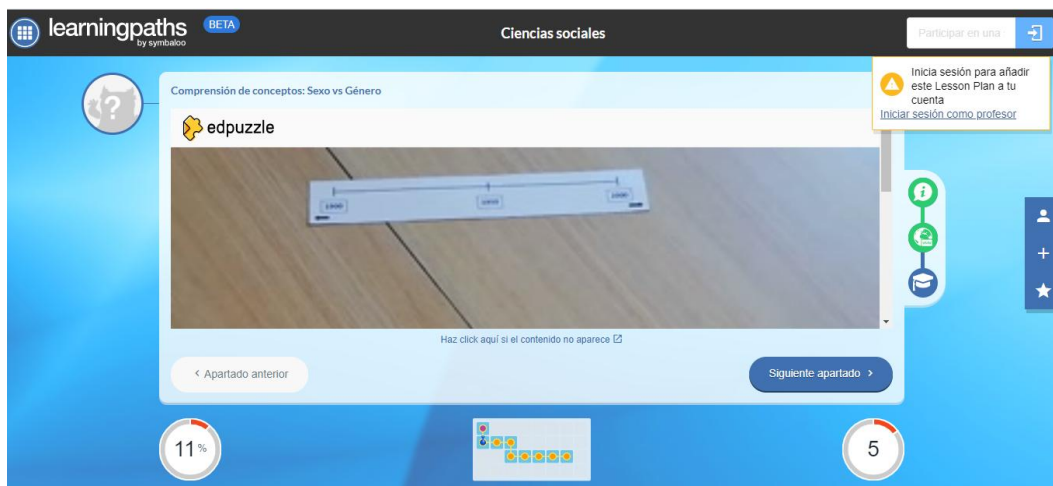 learningpaths
by symbaloo
BETA
Ciencias sociales
Participar en una
Inicia sesión para añadir
este Lesson Plan a tu
cuenta
Iniciar sesión como profesor
Comprensión de conceptos: Sexo vs Género
edpuzzle
Haz click aquí si el contenido no aparece
< Apartado anterior
Siguiente apartado >
11 %
5